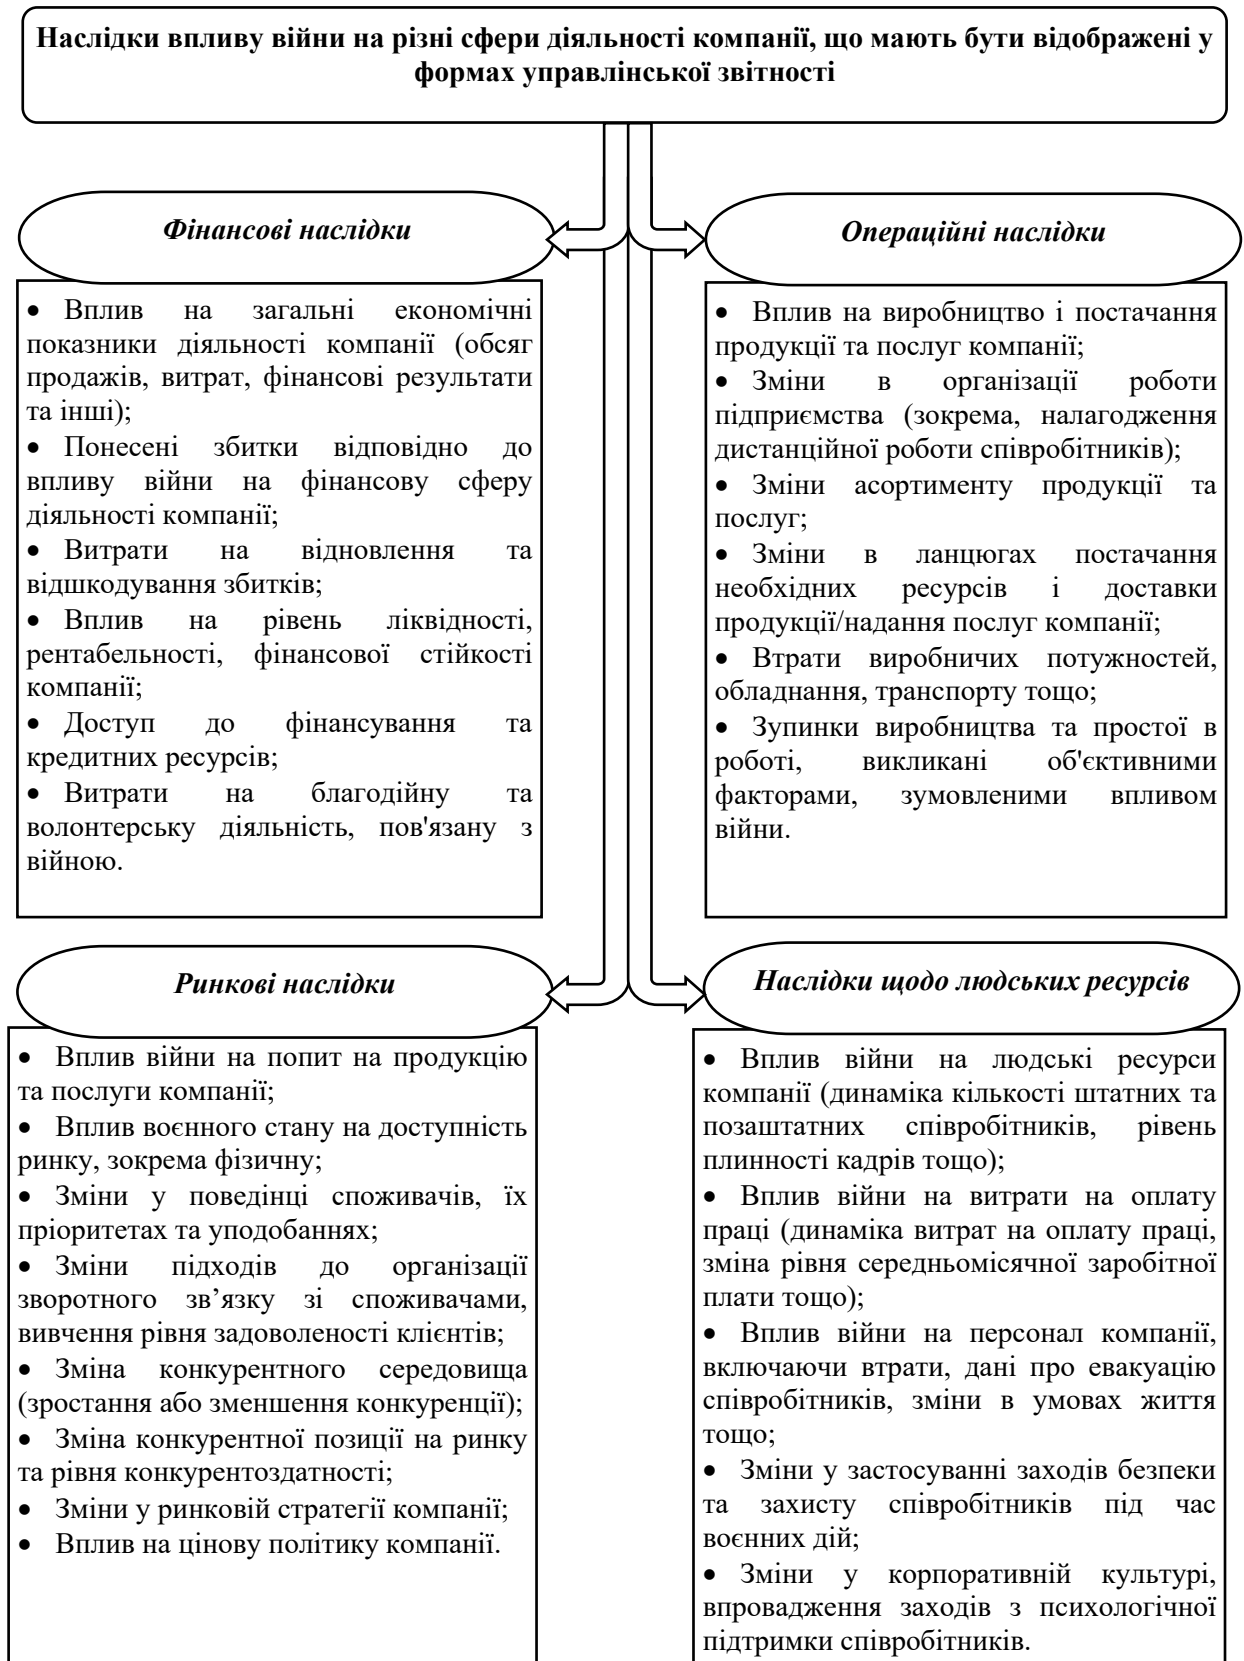 Наслідки впливу війни на різні сфери діяльності компанії, що мають бути відображені у
формах управлінської звітності
Фінансові наслідки
• Вплив на загальні економічні
показники діяльності компанії (обсяг
продажів, витрат, фінансові результати
та інші);
• Понесені збитки відповідно до
впливу війни на фінансову сферу
діяльності компанії;
• Витрати на відновлення та
відшкодування збитків;
• Вплив на рівень ліквідності,
рентабельності, фінансової стійкості
компанії;
• Доступ до фінансування та
кредитних ресурсів;
• Витрати на благодійну та
волонтерську діяльність, пов'язану з
війною.
Операційні наслідки
• Вплив на виробництво і постачання
продукції та послуг компанії;
• Зміни в організації роботи
підприємства (зокрема, налагодження
дистанційної роботи співробітників);
• Зміни асортименту продукції та
послуг;
• Зміни в ланцюгах постачання
необхідних ресурсів і доставки
продукції/надання послуг компанії;
• Втрати виробничих потужностей,
обладнання, транспорту тощо;
• Зупинки виробництва та простої в
роботі, викликані об'єктивними
факторами, зумовленими впливом
війни.
Ринкові наслідки
• Вплив війни на попит на продукцію
та послуги компанії;
• Вплив воєнного стану на доступність
ринку, зокрема фізичну;
• Зміни у поведінці споживачів, їх
пріоритетах та уподобаннях;
• Зміни підходів до організації
зворотного зв’язку зі споживачами,
вивчення рівня задоволеності клієнтів;
• Зміна конкурентного середовища
(зростання або зменшення конкуренції);
• Зміна конкурентної позиції на ринку
та рівня конкурентоздатності;
• Зміни у ринковій стратегії компанії;
• Вплив на цінову політику компанії.
Наслідки щодо людських ресурсів
• Вплив війни на людські ресурси
компанії (динаміка кількості штатних та
позаштатних співробітників, рівень
плинності кадрів тощо);
• Вплив війни на витрати на оплату
праці (динаміка витрат на оплату праці,
зміна рівня середньомісячної заробітної
плати тощо);
• Вплив війни на персонал компанії,
включаючи втрати, дані про евакуацію
співробітників, зміни в умовах життя
тощо;
• Зміни у застосуванні заходів безпеки
та захисту співробітників під час
воєнних дій;
• Зміни у корпоративній культурі,
впровадження заходів з психологічної
підтримки співробітників.